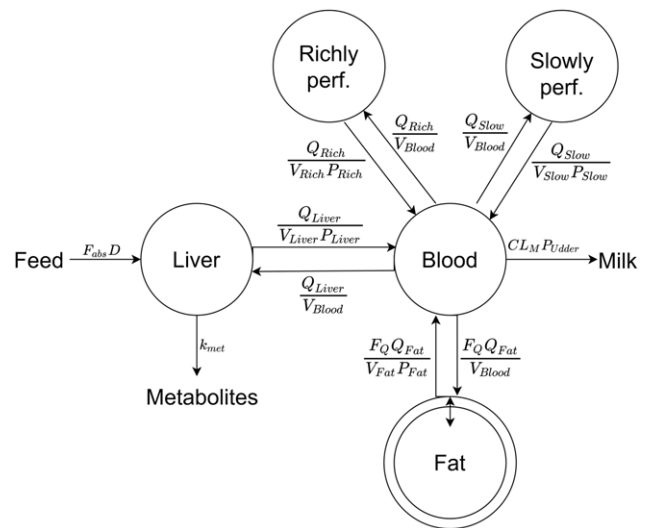 Richly
perf.
Slowly
perf.
Q_Rich
V_Blood
Q_Rich
V_Rich P_Rich
Q_Slow
V_Blood
Q_Slow
V_Slow P_Slow
Feed
F_abs D
Liver
Q_Liver
V_Liver P_Liver
Q_Liver
V_Blood
Blood
CL_M P_Udder
Milk
k_met
Metabolites
F_Q Q_Fat
V_Fat P_Fat
F_Q Q_Fat
V_Blood
Fat